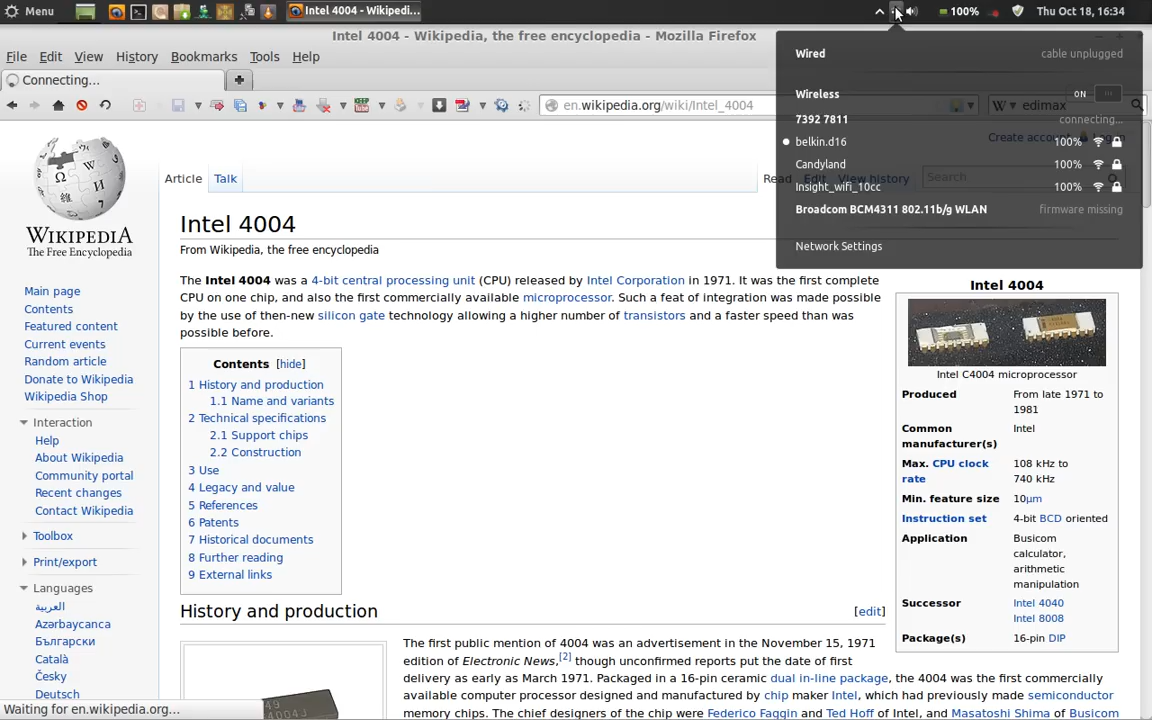 Menu
Intel 4004 - Wikipedi...
100%
Thu Oct 18, 16:34
Intel 4004 - Wikipedia, the free encyclopedia - Mozilla Firefox
File Edit View History Bookmarks Tools Help
Connecting...
en.wikipedia.org/wiki/Intel_4004
W
edimax
Wired
cable unplugged
Wireless
ON
7392 7811
connecting...
belkin.d16
100%
Candyland
100%
Insight_wifi_10cc
100%
Broadcom BCM4311 802.11b/g WLAN
firmware missing
Network Settings
WIKIPEDIA
The Free Encyclopedia
Main page
Contents
Featured content
Current events
Random article
Donate to Wikipedia
Wikipedia Shop
Interaction
Help
About Wikipedia
Community portal
Recent changes
Contact Wikipedia
Toolbox
Print/export
Languages
العربية
Azərbaycanca
Български
Català
Česky
Deutsch
Waiting for en.wikipedia.org...
Article Talk
Read Edit View history
Search
Intel 4004
From Wikipedia, the free encyclopedia
The Intel 4004 was a 4-bit central processing unit (CPU) released by Intel Corporation in 1971. It was the first complete
CPU on one chip, and also the first commercially available microprocessor. Such a feat of integration was made possible
by the use of then-new silicon gate technology allowing a higher number of transistors and a faster speed than was
possible before.
Contents [hide]
1 History and production
1.1 Name and variants
2 Technical specifications
2.1 Support chips
2.2 Construction
3 Use
4 Legacy and value
5 References
6 Patents
7 Historical documents
8 Further reading
9 External links
Intel 4004
Intel C4004 microprocessor
Produced
From late 1971 to
1981
Common
manufacturer(s)
Intel
Max. CPU clock
rate
108 kHz to
740 kHz
Min. feature size
10μm
Instruction set
4-bit BCD oriented
Application
Busicom
calculator,
arithmetic
manipulation
Successor
Intel 4040
Intel 8008
Package(s)
16-pin DIP
History and production
[edit]
The first public mention of 4004 was an advertisement in the November 15, 1971
edition of Electronic News,[2] though unconfirmed reports put the date of first
delivery as early as March 1971. Packaged in a 16-pin ceramic dual in-line package, the 4004 was the first commercially
available computer processor designed and manufactured by chip maker Intel, which had previously made semiconductor
memory chips. The chief designers of the chip were Federico Faggin and Ted Hoff of Intel, and Masatoshi Shima of Busicom